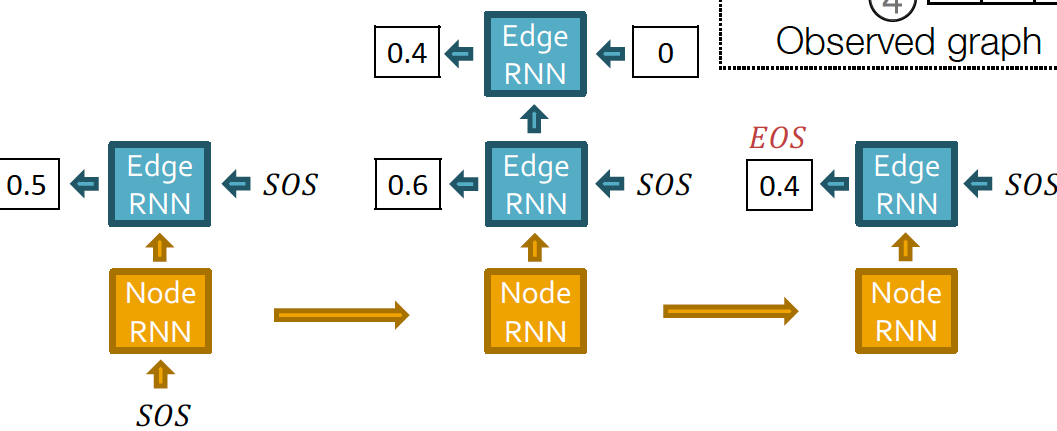 4
Observed graph
0.4
Edge
RNN
0
EOS
0.5
Edge
RNN
SOS
0.6
Edge
RNN
SOS
0.4
Edge
RNN
SOS
Node
RNN
Node
RNN
Node
RNN
SOS